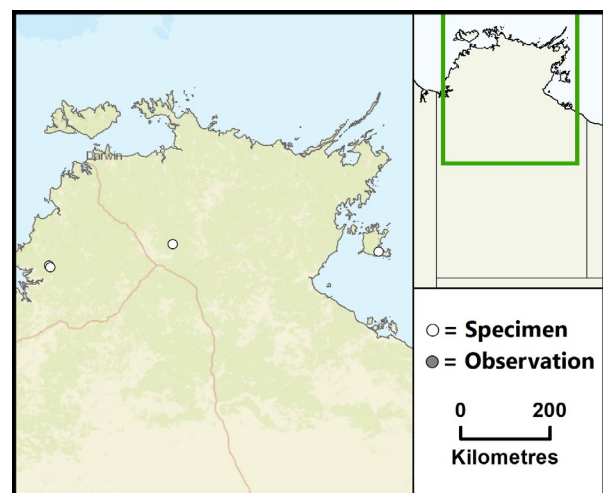 Darwin
= Specimen
= Observation
0 200
Kilometres